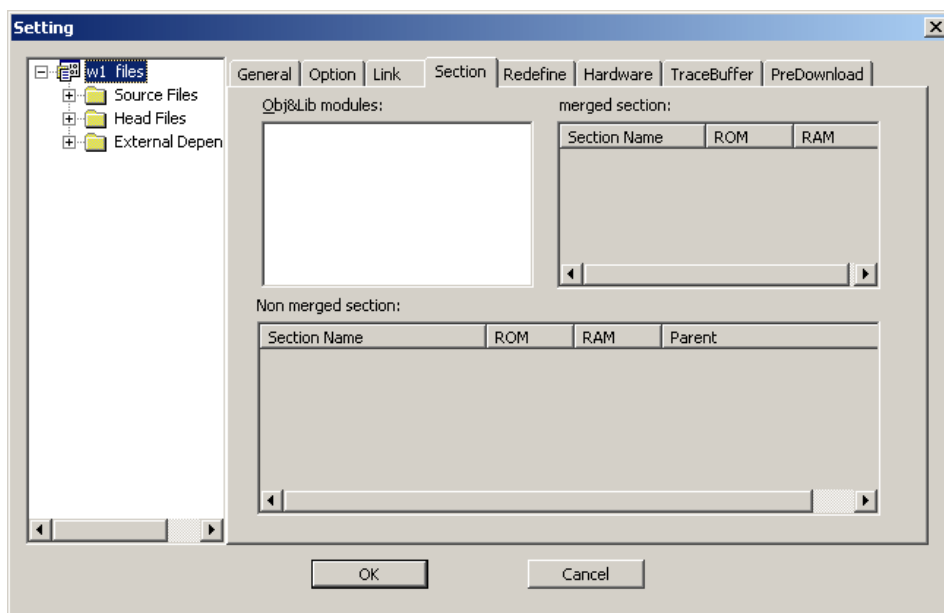 Setting
w1 files
Source Files
Head Files
External Depen
General Option Link Section Redefine Hardware TraceBuffer PreDownload
Obj&Lib modules:
merged section:
Section Name ROM RAM
Non merged section:
Section Name ROM RAM Parent
OK Cancel